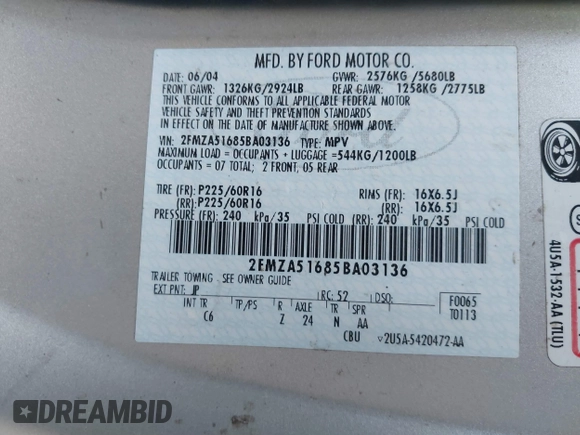 MFD. BY FORD MOTOR CO.
DATE: 06/04 GVWR: 2576KG /5680LB
FRONT GAWR: 1326KG/2924LB REAR GAWR: 1258KG /2775LB
THIS VEHICLE CONFORMS TO ALL APPLICABLE FEDERAL MOTOR
VEHICLE SAFETY AND THEFT PREVENTION STANDARDS
IN EFFECT ON THE DATE OF MANUFACTURE SHOWN ABOVE.
VIN: 2FMZA51685BA03136 TYPE: MPV
MAXIMUM LOAD = OCCUPANTS + LUGGAGE =544KG/1200LB
OCCUPANTS = 07 TOTAL; 2 FRONT, 05 REAR
TIRE (FR): P225/60R16 RIMS (FR): 16X6.5J
(RR): P225/60R16 (RR): 16X6.5J
PRESSURE (FR): 240 kPa/35 PSI COLD (RR): 240 kPa/35 PSI COLD
2FMZA51685BA03136
TRAILER TOWING - SEE OWNER GUIDE
EXT PNT: JP RC: 52 DSO: F0065
INT TR TP/PS R AXLE TR SPR T0113
C6 Z 24 N AA
CBU v2U5A-5420472-AA
4U5A-1532-AA (TLU)
DREAMBID